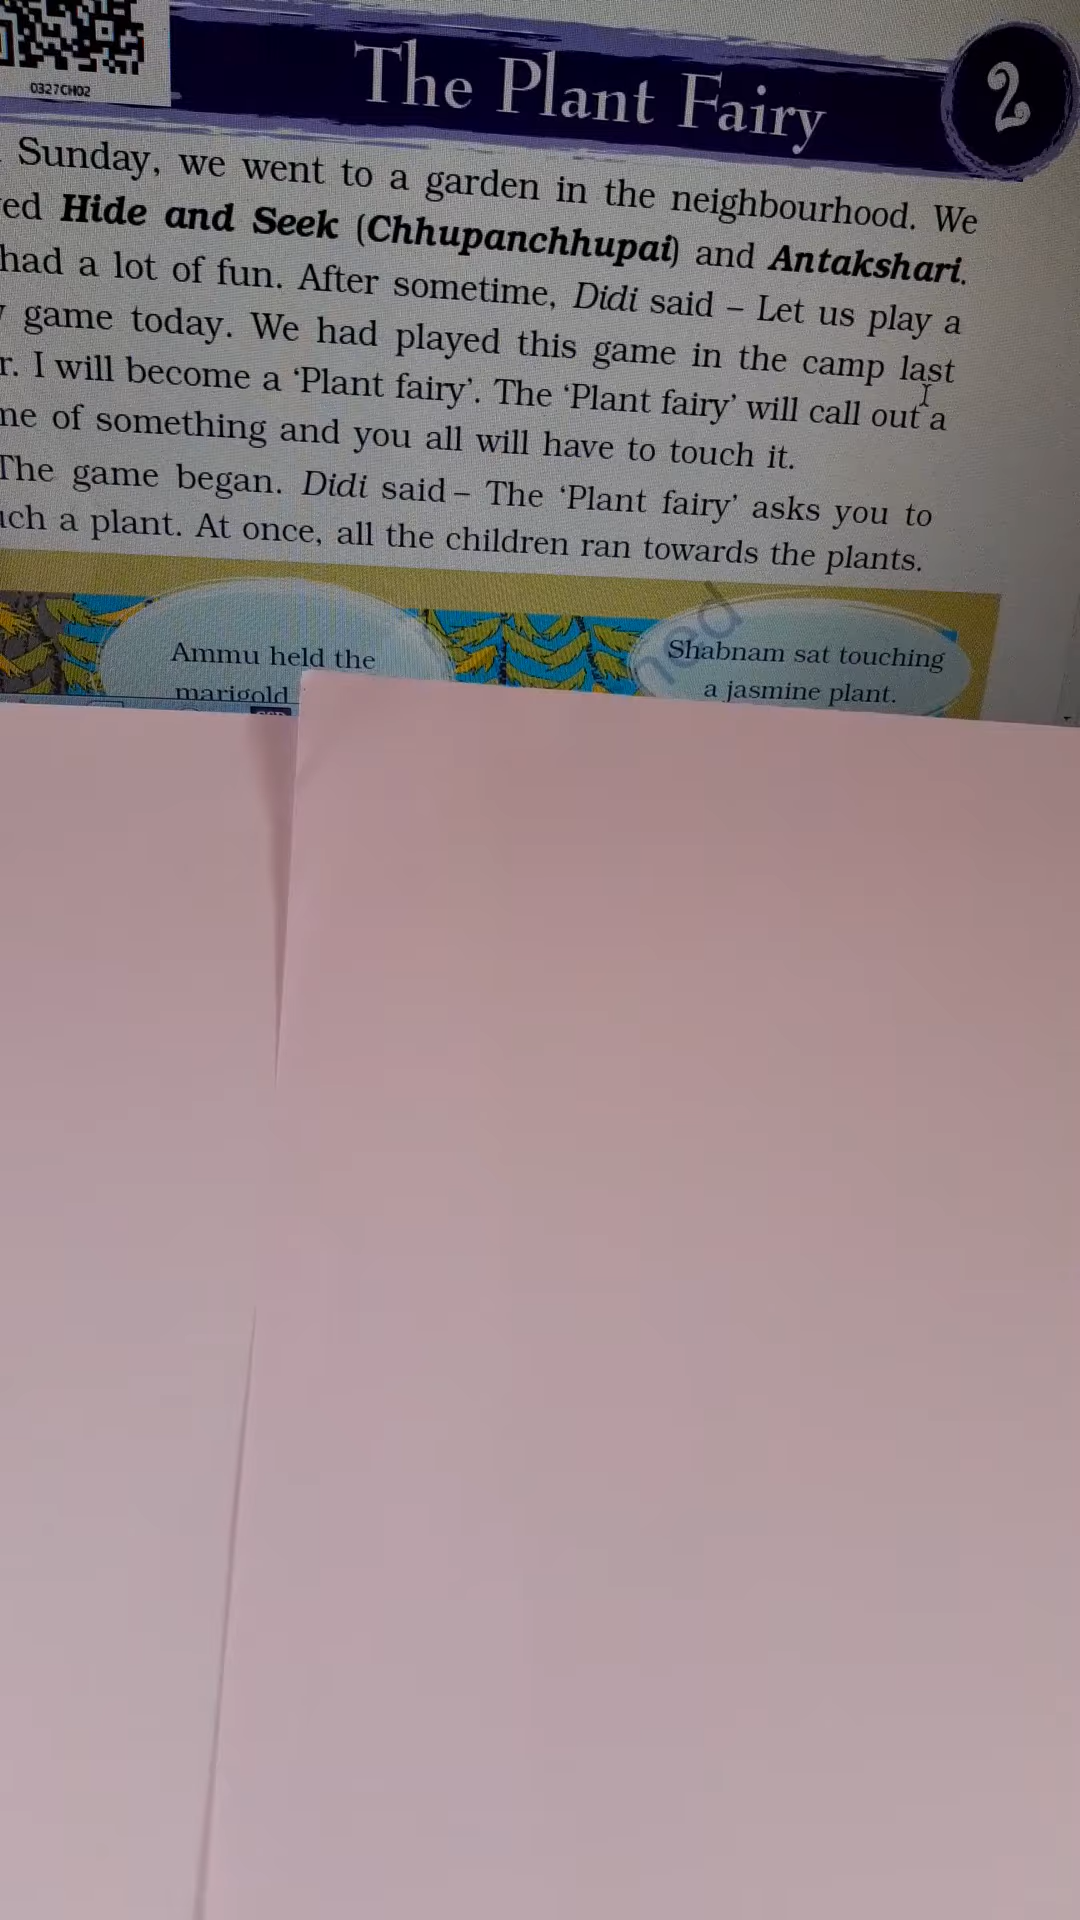 0327CH02
The Plant Fairy
2
Sunday, we went to a garden in the neighbourhood. We
ed Hide and Seek (Chhupanchhupai) and Antakshari.
had a lot of fun. After sometime, Didi said – Let us play a
game today. We had played this game in the camp last
r. I will become a ‘Plant fairy’. The ‘Plant fairy’ will call out a
me of something and you all will have to touch it.
The game began. Didi said – The ‘Plant fairy’ asks you to
uch a plant. At once, all the children ran towards the plants.
Ammu held the
marigold
Shabnam sat touching
a jasmine plant.